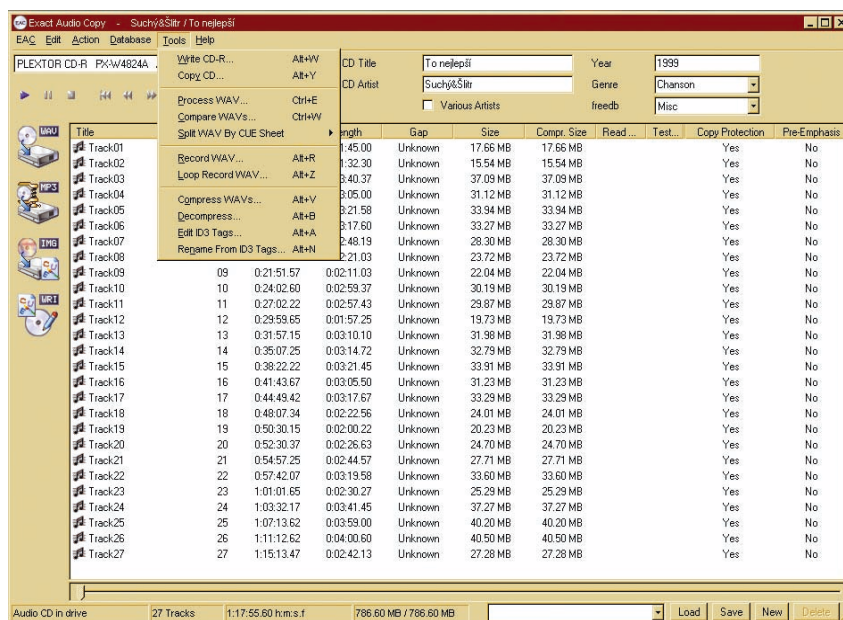 Exact Audio Copy - Suchý&Šlitr / To nejlepší
EAC Edit Action Database Tools Help
PLEXTOR CD-R PX-W4824A
Write CD-R... Alt+W
Copy CD... Alt+Y
Process WAV... Ctrl+E
Compare WAVs... Ctrl+W
Split WAV By CUE Sheet
Record WAV... Alt+R
Loop Record WAV... Alt+Z
Compress WAVs... Alt+V
Decompress... Alt+B
Edit ID3 Tags... Alt+A
Rename From ID3 Tags... Alt+N
CD Title To nejlepší Year 1999
CD Artist Suchý&Šlitr Genre Chanson
Various Artists freedb Misc
WAV
MP3
IMG
WRI
Title Gap Size Compr. Size Read ... Test... Copy Protection Pre-Emphasis
Track01 1:45.00 Unknown 17.66 MB 17.66 MB Yes No
Track02 1:32.30 Unknown 15.54 MB 15.54 MB Yes No
Track03 3:40.37 Unknown 37.09 MB 37.09 MB Yes No
Track04 3:05.00 Unknown 31.12 MB 31.12 MB Yes No
Track05 3:21.58 Unknown 33.94 MB 33.94 MB Yes No
Track06 3:17.60 Unknown 33.27 MB 33.27 MB Yes No
Track07 2:48.19 Unknown 28.30 MB 28.30 MB Yes No
Track08 2:21.03 Unknown 23.72 MB 23.72 MB Yes No
Track09 09 0:21:51.57 0:02:11.03 Unknown 22.04 MB 22.04 MB Yes No
Track10 10 0:24:02.60 0:02:59.37 Unknown 30.19 MB 30.19 MB Yes No
Track11 11 0:27:02.22 0:02:57.43 Unknown 29.87 MB 29.87 MB Yes No
Track12 12 0:29:59.65 0:01:57.25 Unknown 19.73 MB 19.73 MB Yes No
Track13 13 0:31:57.15 0:03:10.10 Unknown 31.98 MB 31.98 MB Yes No
Track14 14 0:35:07.25 0:03:14.72 Unknown 32.79 MB 32.79 MB Yes No
Track15 15 0:38:22.22 0:03:21.45 Unknown 33.91 MB 33.91 MB Yes No
Track16 16 0:41:43.67 0:03:05.50 Unknown 31.23 MB 31.23 MB Yes No
Track17 17 0:44:49.42 0:03:17.67 Unknown 33.29 MB 33.29 MB Yes No
Track18 18 0:48:07.34 0:02:22.56 Unknown 24.01 MB 24.01 MB Yes No
Track19 19 0:50:30.15 0:02:00.22 Unknown 20.23 MB 20.23 MB Yes No
Track20 20 0:52:30.37 0:02:26.63 Unknown 24.70 MB 24.70 MB Yes No
Track21 21 0:54:57.25 0:02:44.57 Unknown 27.71 MB 27.71 MB Yes No
Track22 22 0:57:42.07 0:03:19.58 Unknown 33.60 MB 33.60 MB Yes No
Track23 23 1:01:01.65 0:02:30.27 Unknown 25.29 MB 25.29 MB Yes No
Track24 24 1:03:32.17 0:03:41.45 Unknown 37.27 MB 37.27 MB Yes No
Track25 25 1:07:13.62 0:03:59.00 Unknown 40.20 MB 40.20 MB Yes No
Track26 26 1:11:12.62 0:04:00.60 Unknown 40.50 MB 40.50 MB Yes No
Track27 27 1:15:13.47 0:02:42.13 Unknown 27.28 MB 27.28 MB Yes No
Audio CD in drive 27 Tracks 1:17:55.60 h:m:s.f 786.60 MB / 786.60 MB Load Save New Delete